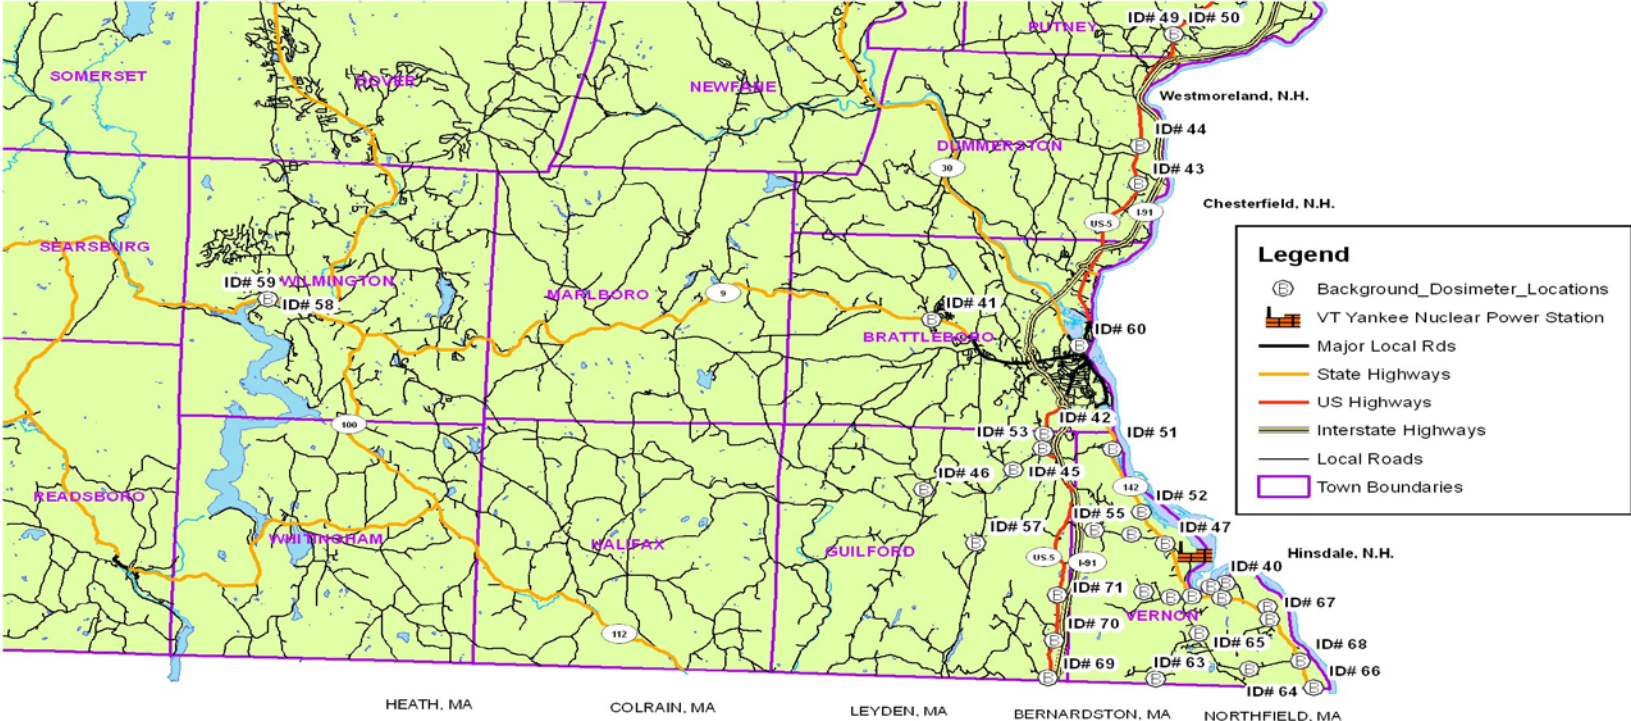 ID# 49
ID# 50
PUTNEY
SOMERSET
DOVER
NEWFANE
Westmoreland, N.H.
ID# 44
DUMMERSTON
30
ID# 43
Chesterfield, N.H.
I-91
US-5
SEARSBURG
Legend
ID# 59
WILMINGTON
Background_Dosimeter_Locations
MARLBORO
9
ID# 58
ID# 41
VT Yankee Nuclear Power Station
BRATTLEBORO
ID# 60
Major Local Rds
State Highways
US Highways
100
ID# 42
Interstate Highways
ID# 53
ID# 51
Local Roads
ID# 46
ID# 45
142
Town Boundaries
READSBORO
ID# 52
ID# 55
ID# 57
ID# 47
WHITINGHAM
HALIFAX
GUILFORD
US-5
I-91
Hinsdale, N.H.
ID# 40
ID# 71
ID# 67
VERNON
ID# 70
112
ID# 65
ID# 68
ID# 69
ID# 63
ID# 66
ID# 64
HEATH, MA
COLRAIN, MA
LEYDEN, MA
BERNARDSTON, MA
NORTHFIELD, MA